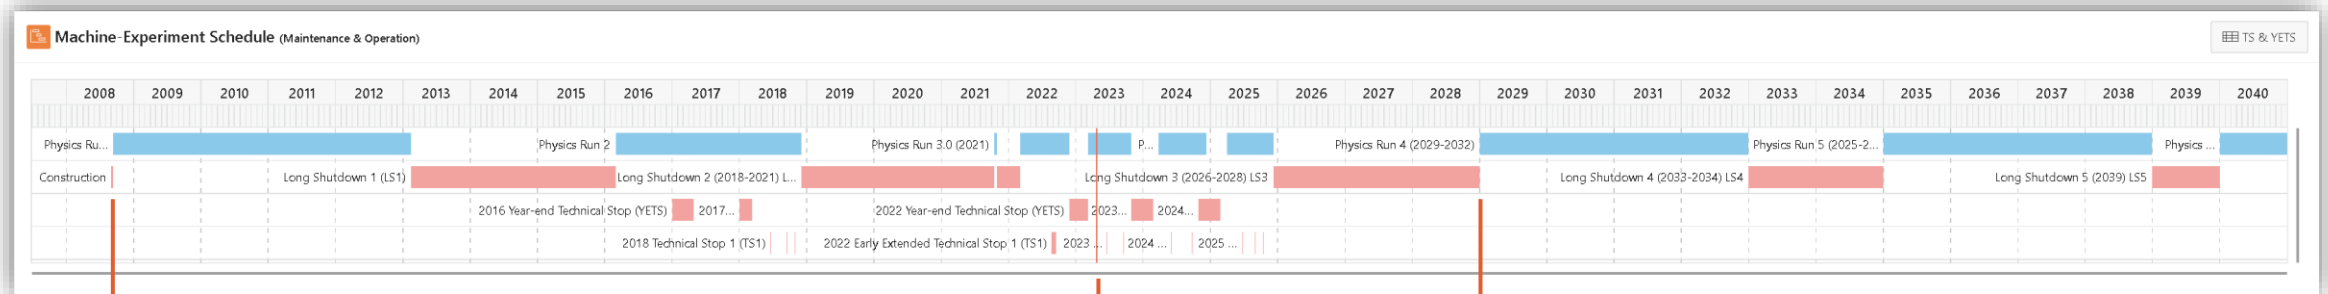 Machine-Experiment Schedule (Maintenance & Operation)
TS & YETS
2008 2009 2010 2011 2012 2013 2014 2015 2016 2017 2018 2019 2020 2021 2022 2023 2024 2025 2026 2027 2028 2029 2030 2031 2032 2033 2034 2035 2036 2037 2038 2039 2040
Physics Ru... Physics Run 2 Physics Run 3.0 (2021) P... Physics Run 4 (2029-2032) Physics Run 5 (2025-2... Physics ...
Construction Long Shutdown 1 (LS1) Long Shutdown 2 (2018-2021) L... Long Shutdown 3 (2026-2028) LS3 Long Shutdown 4 (2033-2034) LS4 Long Shutdown 5 (2039) LS5
2016 Year-end Technical Stop (YETS) 2017... 2022 Year-end Technical Stop (YETS) 2023... 2024...
2018 Technical Stop 1 (TS1) 2022 Early Extended Technical Stop 1 (TS1) 2023 ... 2024 ... 2025 ...